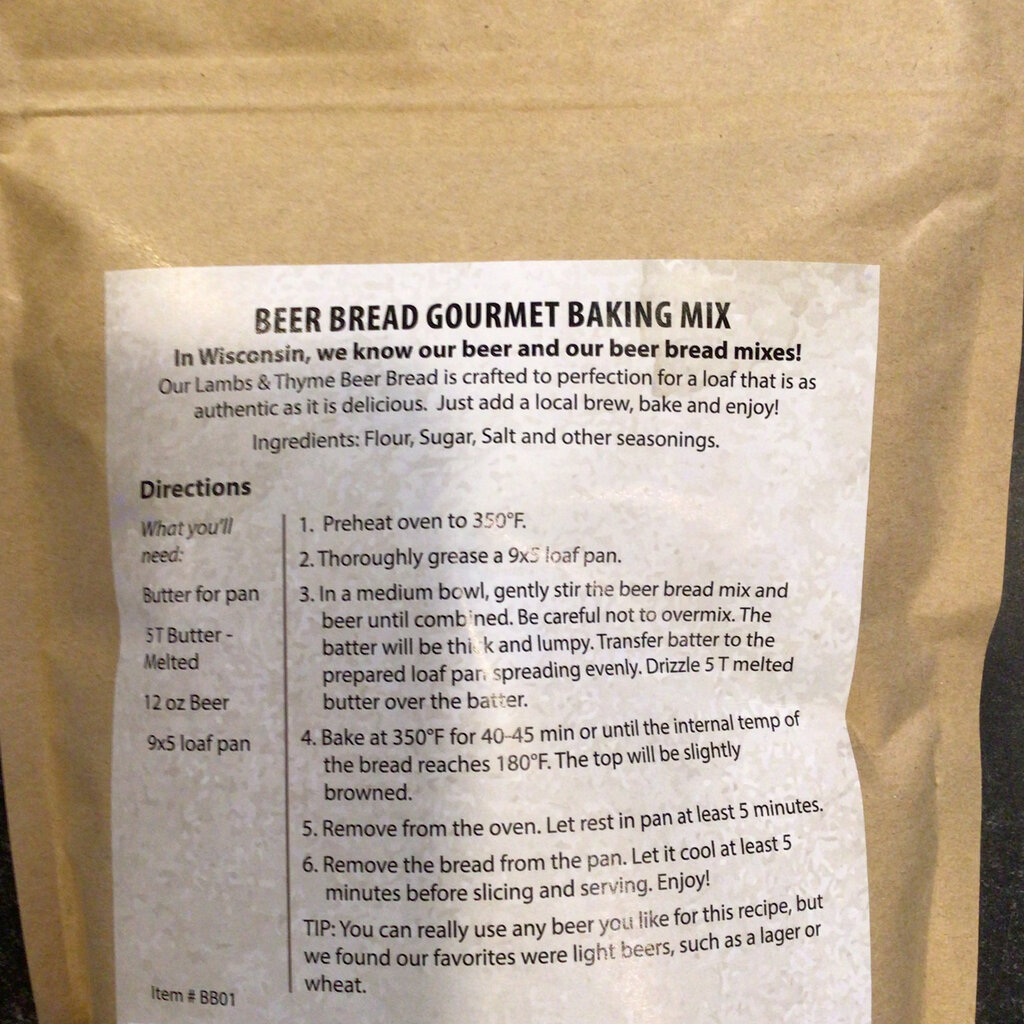 BEER BREAD GOURMET BAKING MIX
In Wisconsin, we know our beer and our beer bread mixes!
Our Lambs & Thyme Beer Bread is crafted to perfection for a loaf that is as
authentic as it is delicious. Just add a local brew, bake and enjoy!
Ingredients: Flour, Sugar, Salt and other seasonings.
Directions
What you'll
need:
Butter for pan
5T Butter -
Melted
12 oz Beer
9x5 loaf pan
1. Preheat oven to 350°F.
2. Thoroughly grease a 9x5 loaf pan.
3. In a medium bowl, gently stir the beer bread mix and
beer until combined. Be careful not to overmix. The
batter will be thick and lumpy. Transfer batter to the
prepared loaf pan, spreading evenly. Drizzle 5 T melted
butter over the batter.
4. Bake at 350°F for 40-45 min or until the internal temp of
the bread reaches 180°F. The top will be slightly
browned.
5. Remove from the oven. Let rest in pan at least 5 minutes.
6. Remove the bread from the pan. Let it cool at least 5
minutes before slicing and serving. Enjoy!
TIP: You can really use any beer you like for this recipe, but
we found our favorites were light beers, such as a lager or
wheat.
Item # BB01